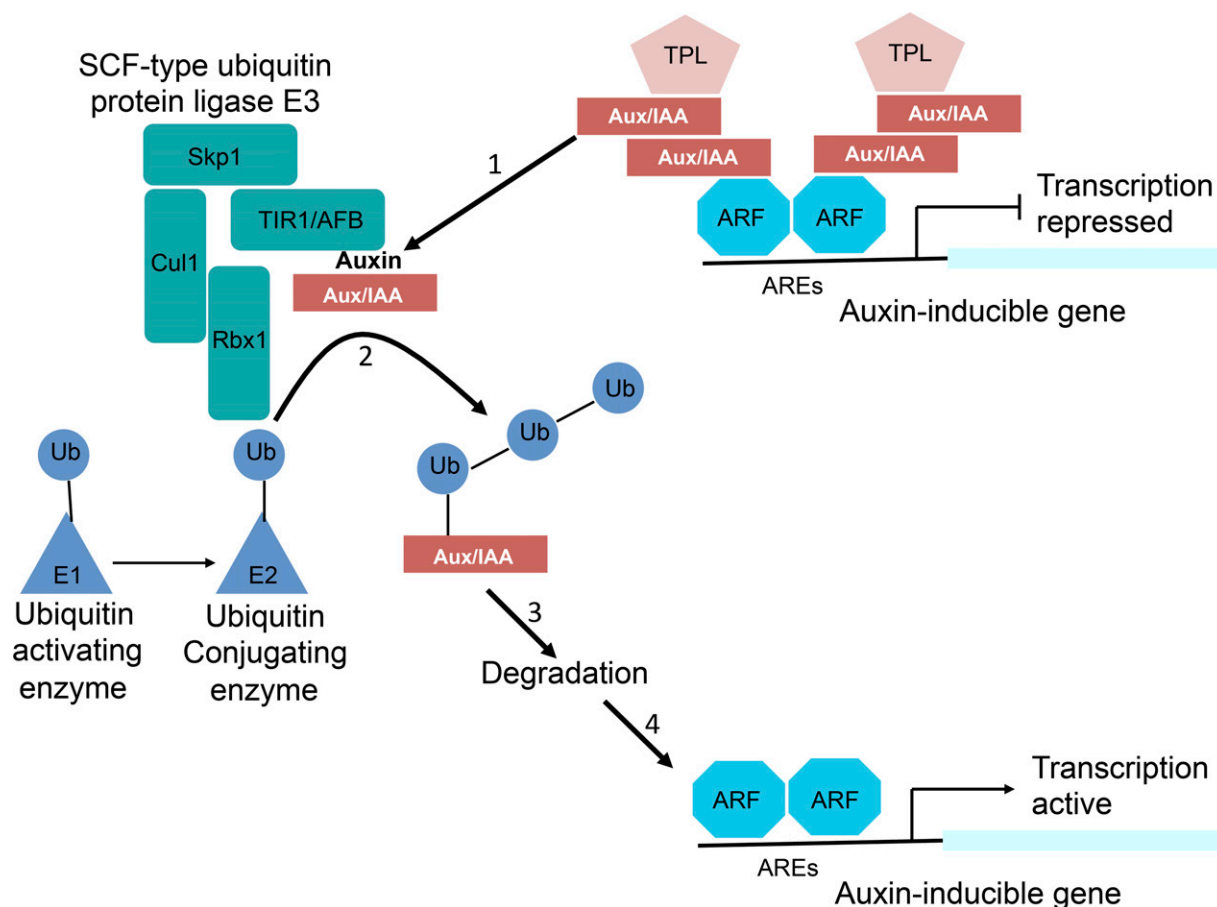 SCF-type ubiquitin
protein ligase E3
Skp1
TIR1/AFB
Cul1
Rbx1
Auxin
Aux/IAA
1
TPL
TPL
Aux/IAA
Aux/IAA
Aux/IAA
Aux/IAA
ARF
ARF
Transcription
repressed
AREs
Auxin-inducible gene
2
Ub
Ub
Ub
Ub
Ub
E1
E2
Aux/IAA
Ubiquitin
activating
enzyme
Ubiquitin
Conjugating
enzyme
3
Degradation
4
ARF
ARF
Transcription
active
AREs
Auxin-inducible gene